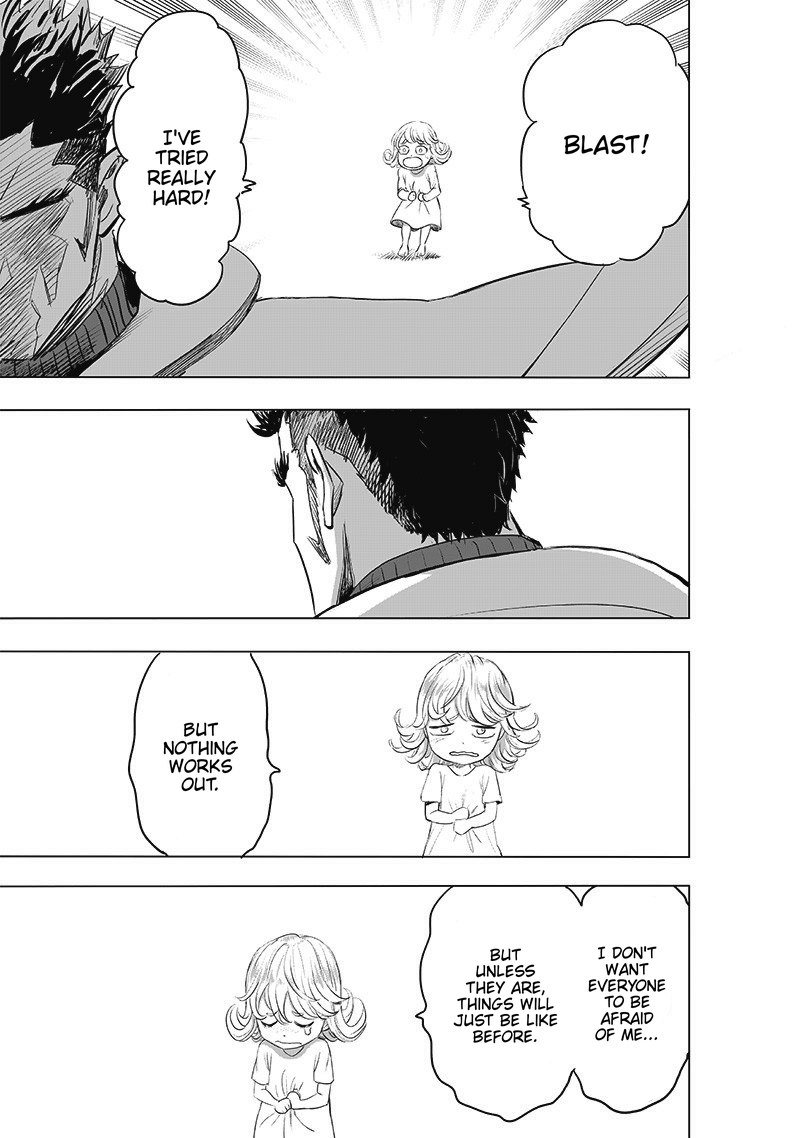 BLAST!
I'VE
TRIED
REALLY
HARD!
BUT
NOTHING
WORKS
OUT.
I DON'T
WANT
EVERYONE
TO BE
AFRAID
OF ME...
BUT
UNLESS
THEY ARE,
THINGS WILL
JUST BE LIKE
BEFORE.